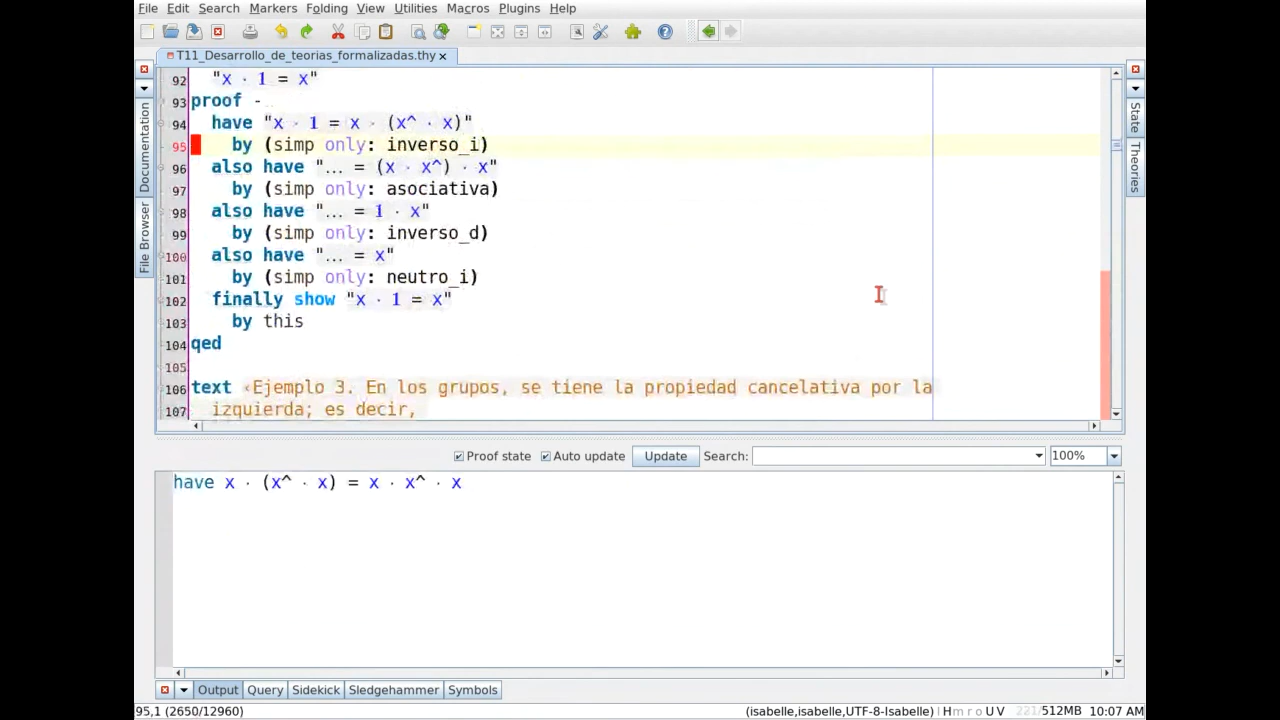 File Edit Search Markers Folding View Utilities Macros Plugins Help
T11_Desarrollo_de_teorias_formalizadas.thy
92 "x · 1 = x"
93 proof -
94 have "x · 1 = x · (x^ · x)"
95 by (simp only: inverso_i)
96 also have "... = (x · x^) · x"
97 by (simp only: asociativa)
98 also have "... = 1 · x"
99 by (simp only: inverso_d)
100 also have "... = x"
101 by (simp only: neutro_i)
102 finally show "x · 1 = x"
103 by this
104 qed
105
106 text ‹Ejemplo 3. En los grupos, se tiene la propiedad cancelativa por la
107 izquierda; es decir,
Documentation
File Browser
State
Theories
Proof state Auto update Update Search: 100%
have x · (x^ · x) = x · x^ · x
Output Query Sidekick Sledgehammer Symbols
95,1 (2650/12960) (isabelle,isabelle,UTF-8-Isabelle) | H m r o U V 512MB 10:07 AM